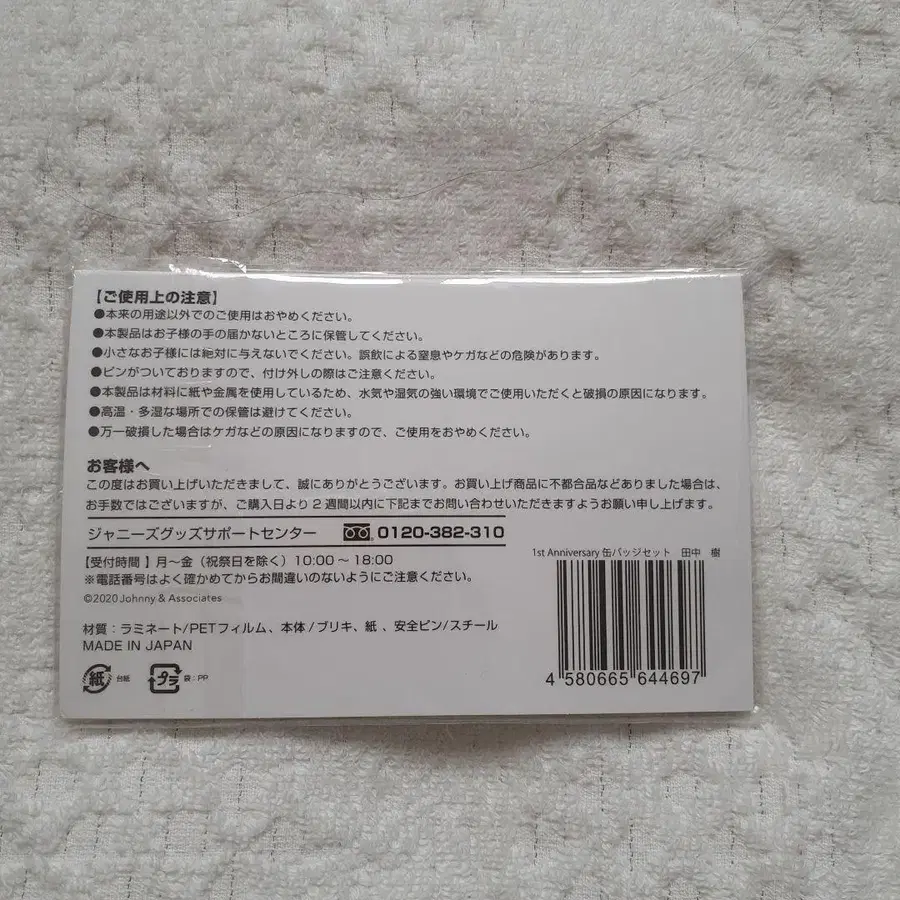 【ご使用上の注意】
●本来の用途以外でのご使用はおやめください。
●本製品はお子様の手の届かないところに保管してください。
●小さなお子様には絶対に与えないでください。誤飲による窒息やケガなどの危険があります。
●ピンがついておりますので、付け外しの際はご注意ください。
●本製品は材料に紙や金属を使用しているため、水気や湿気の強い環境でご使用いただくと破損の原因になります。
●高温・多湿な場所での保管は避けてください。
●万一破損した場合はケガなどの原因になりますので、ご使用をおやめください。
お客様へ
この度はお買い上げいただきまして、誠にありがとうございます。お買い上げ商品に不都合品などありました場合は、
お手数ではございますが、ご購入日より2週間以内に下記までお問い合わせいただきますようお願い申し上げます。
ジャニーズグッズサポートセンター 0120-382-310
【受付時間】月～金（祝祭日を除く）10:00～18:00
※電話番号はよく確かめてからお間違いのないようにご注意ください。
©2020 Johnny & Associates
材質：ラミネート/PETフィルム、本体/ブリキ、紙、安全ピン/スチール
MADE IN JAPAN
紙 台紙 プラ 袋：PP
1st Anniversary 缶バッジセット 田中 樹
4 580665 644697